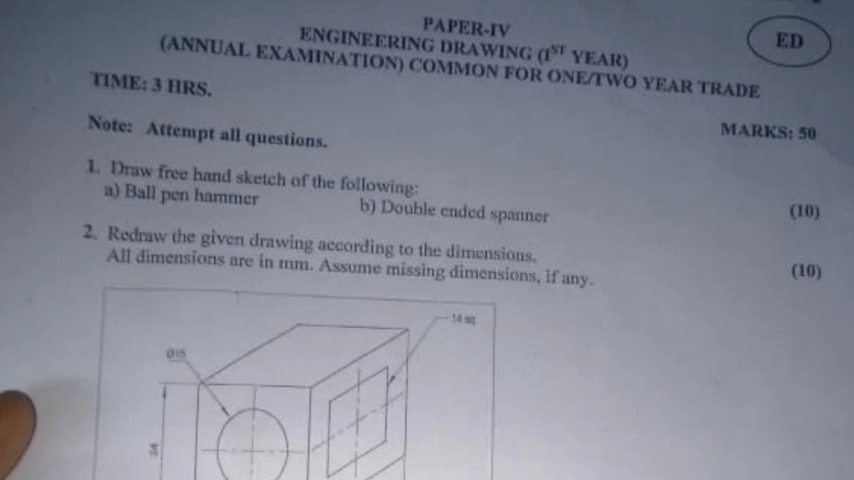 PAPER-IV
ED
ENGINEERING DRAWING (IST YEAR)
(ANNUAL EXAMINATION) COMMON FOR ONE/TWO YEAR TRADE
TIME: 3 HRS.
MARKS: 50
Note: Attempt all questions.
1. Draw free hand sketch of the following:
a) Ball pen hammer b) Double ended spanner (10)
2. Redraw the given drawing according to the dimensions.
All dimensions are in mm. Assume missing dimensions, if any. (10)
14 sq
Ø15